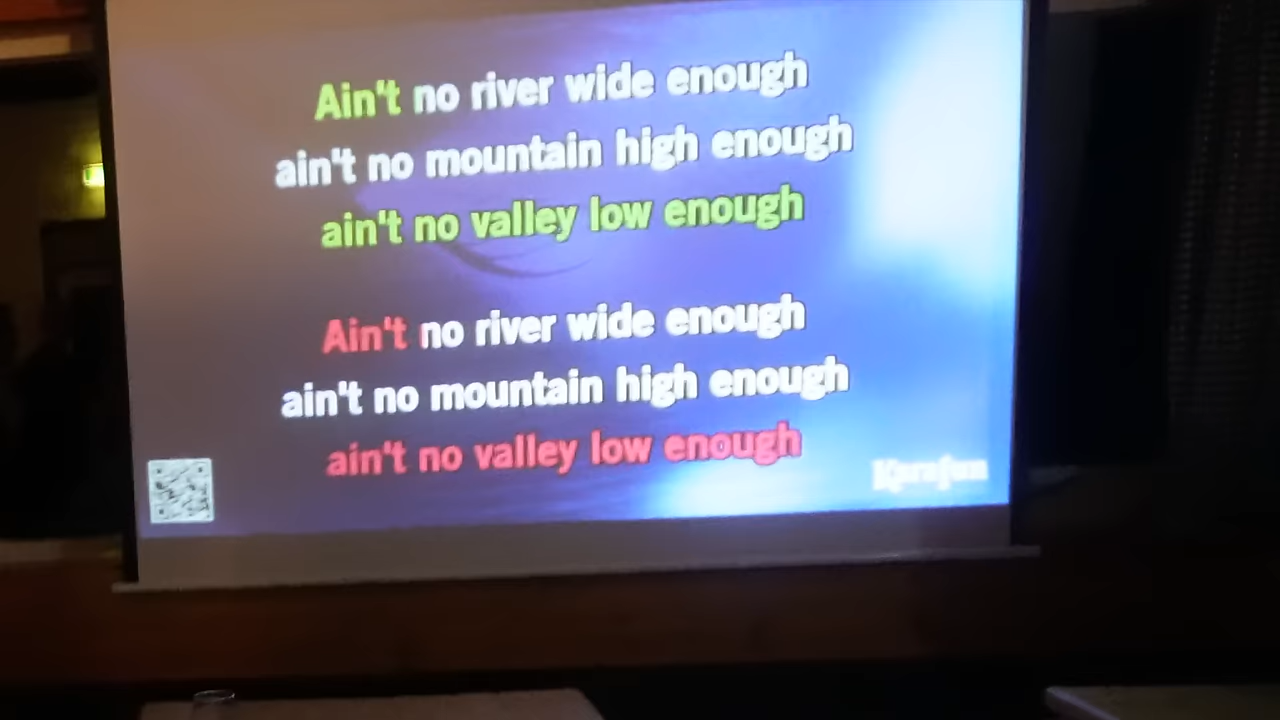 Ain't no river wide enough
ain't no mountain high enough
ain't no valley low enough
Ain't no river wide enough
ain't no mountain high enough
ain't no valley low enough
Karafun